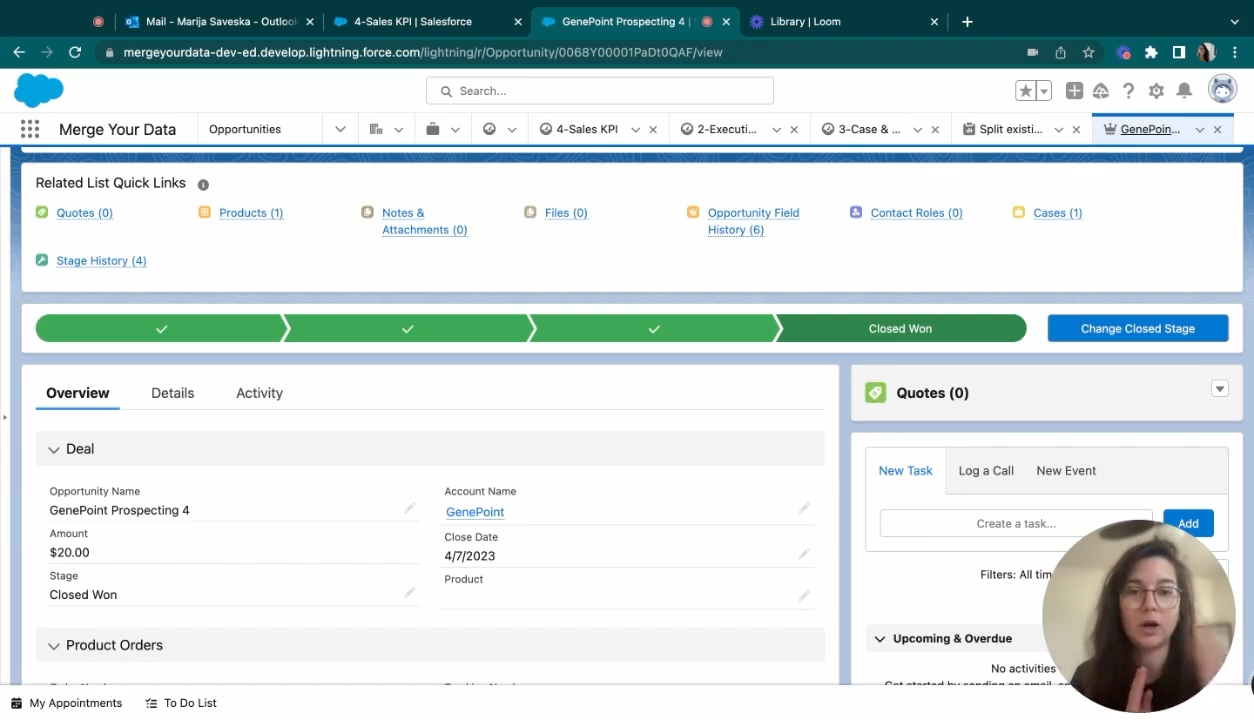 Mail - Marija Saveska - Outlool
4-Sales KPI | Salesforce
GenePoint Prospecting 4 |
Library | Loom
mergeyourdata-dev-ed.develop.lightning.force.com/lightning/r/Opportunity/0068Y00001PaDt0QAF/view
Search...
Merge Your Data
Opportunities
4-Sales KPI
2-Executi...
3-Case & ...
Split existi...
GenePoin...
Related List Quick Links
Quotes (0)
Products (1)
Notes &
Attachments (0)
Files (0)
Opportunity Field
History (6)
Contact Roles (0)
Cases (1)
Stage History (4)
Closed Won
Change Closed Stage
Overview
Details
Activity
Quotes (0)
Deal
Opportunity Name
GenePoint Prospecting 4
Account Name
GenePoint
Amount
$20.00
Close Date
4/7/2023
Stage
Closed Won
Product
Product Orders
New Task
Log a Call
New Event
Create a task...
Add
Filters: All tim
Upcoming & Overdue
No activities
My Appointments
To Do List